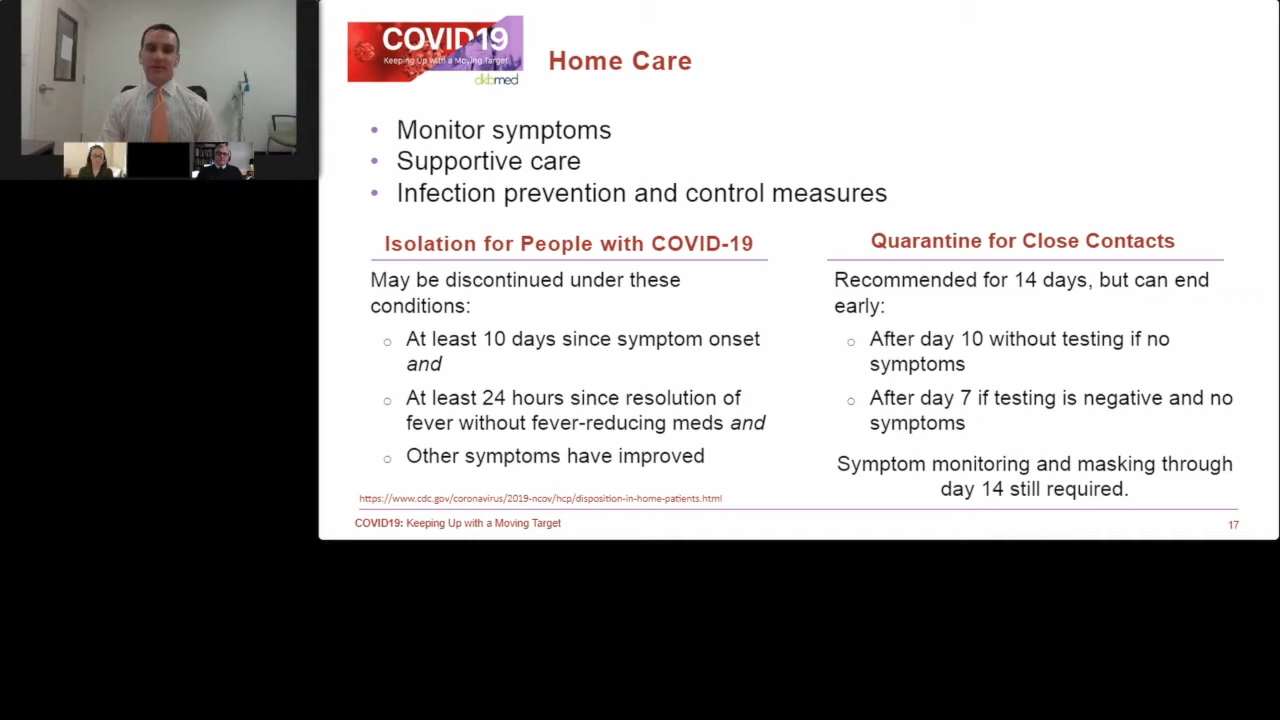 COVID19
Keeping Up with a Moving Target
dkbmed
Home Care
• Monitor symptoms
• Supportive care
• Infection prevention and control measures
Isolation for People with COVID-19
May be discontinued under these
conditions:
○ At least 10 days since symptom onset
and
○ At least 24 hours since resolution of
fever without fever-reducing meds and
○ Other symptoms have improved
https://www.cdc.gov/coronavirus/2019-ncov/hcp/disposition-in-home-patients.html
Quarantine for Close Contacts
Recommended for 14 days, but can end
early:
○ After day 10 without testing if no
symptoms
○ After day 7 if testing is negative and no
symptoms
Symptom monitoring and masking through
day 14 still required.
COVID19: Keeping Up with a Moving Target
17